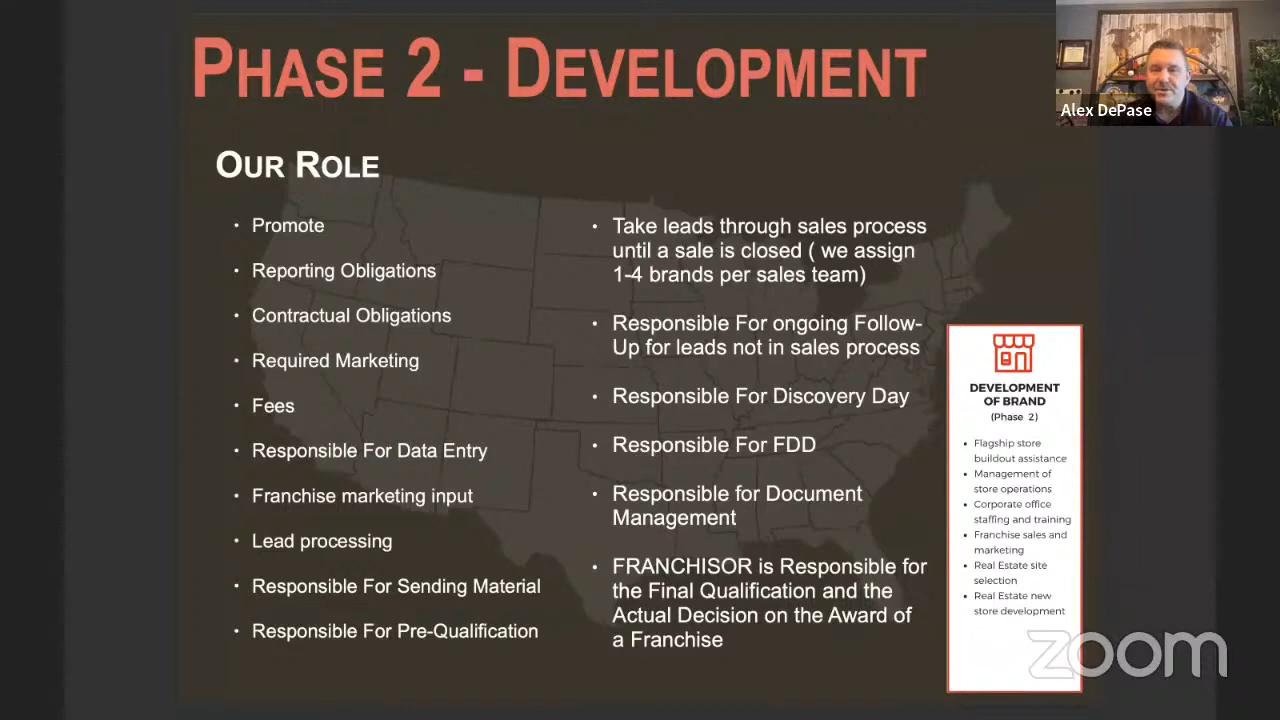 PHASE 2 - DEVELOPMENT
Alex DePase
OUR ROLE
• Promote
• Reporting Obligations
• Contractual Obligations
• Required Marketing
• Fees
• Responsible For Data Entry
• Franchise marketing input
• Lead processing
• Responsible For Sending Material
• Responsible For Pre-Qualification
• Take leads through sales process
until a sale is closed ( we assign
1-4 brands per sales team)
• Responsible For ongoing Follow-
Up for leads not in sales process
• Responsible For Discovery Day
• Responsible For FDD
• Responsible for Document
Management
• FRANCHISOR is Responsible for
the Final Qualification and the
Actual Decision on the Award of
a Franchise
DEVELOPMENT
OF BRAND
(Phase 2)
• Flagship store
buildout assistance
• Management of
store operations
• Corporate office
staffing and training
• Franchise sales and
marketing
• Real Estate site
selection
• Real Estate new
store development
zoom